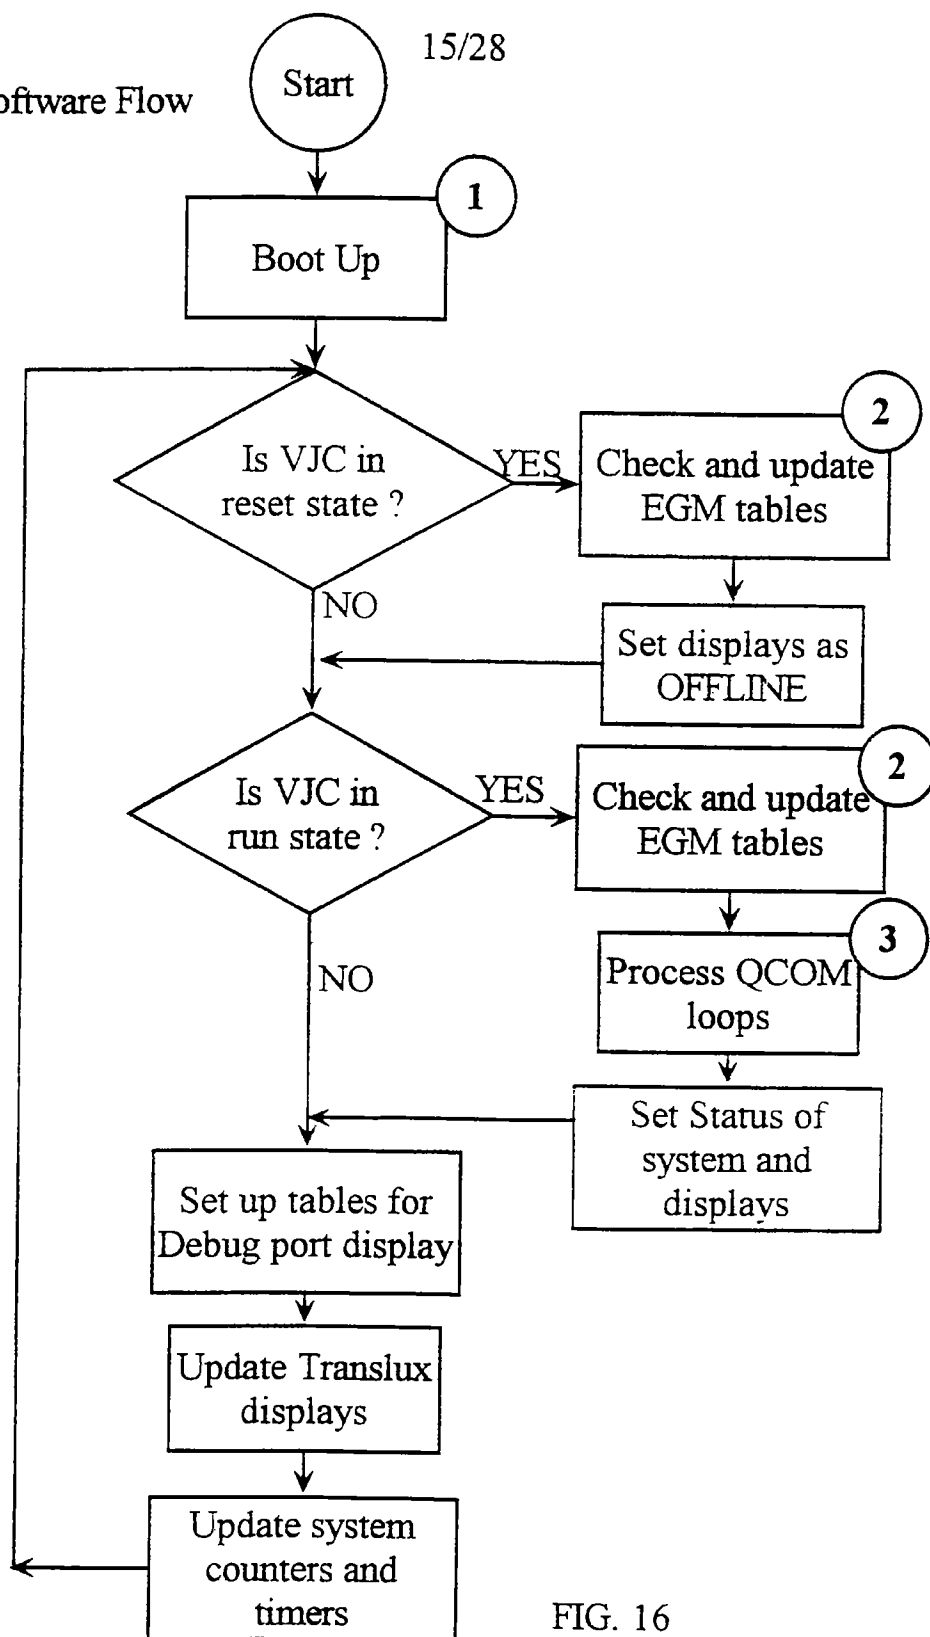 15/28
oftware Flow
Start
1
Boot Up
Is VJC in
reset state ?
YES
2
Check and update
EGM tables
NO
Set displays as
OFFLINE
Is VJC in
run state ?
YES
2
Check and update
EGM tables
NO
3
Process QCOM
loops
Set Status of
system and
displays
Set up tables for
Debug port display
Update Translux
displays
Update system
counters and
timers
FIG. 16